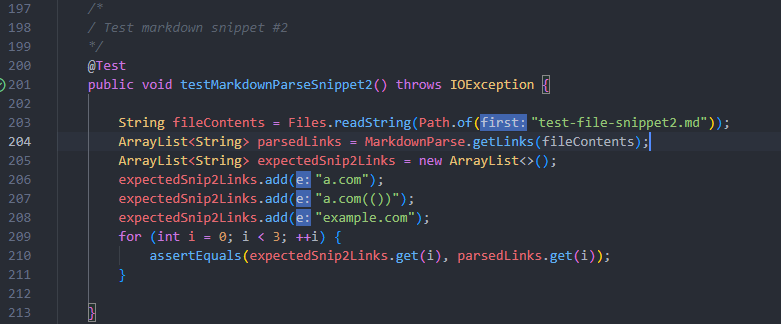 197 /*
198 / Test markdown snippet #2
199 */
200 @Test
201 public void testMarkdownParseSnippet2() throws IOException {
202
203 String fileContents = Files.readString(Path.of(first: "test-file-snippet2.md"));
204 ArrayList<String> parsedLinks = MarkdownParse.getLinks(fileContents);
205 ArrayList<String> expectedSnip2Links = new ArrayList<>();
206 expectedSnip2Links.add(e: "a.com");
207 expectedSnip2Links.add(e: "a.com(())");
208 expectedSnip2Links.add(e: "example.com");
209 for (int i = 0; i < 3; ++i) {
210 assertEquals(expectedSnip2Links.get(i), parsedLinks.get(i));
211 }
212
213 }